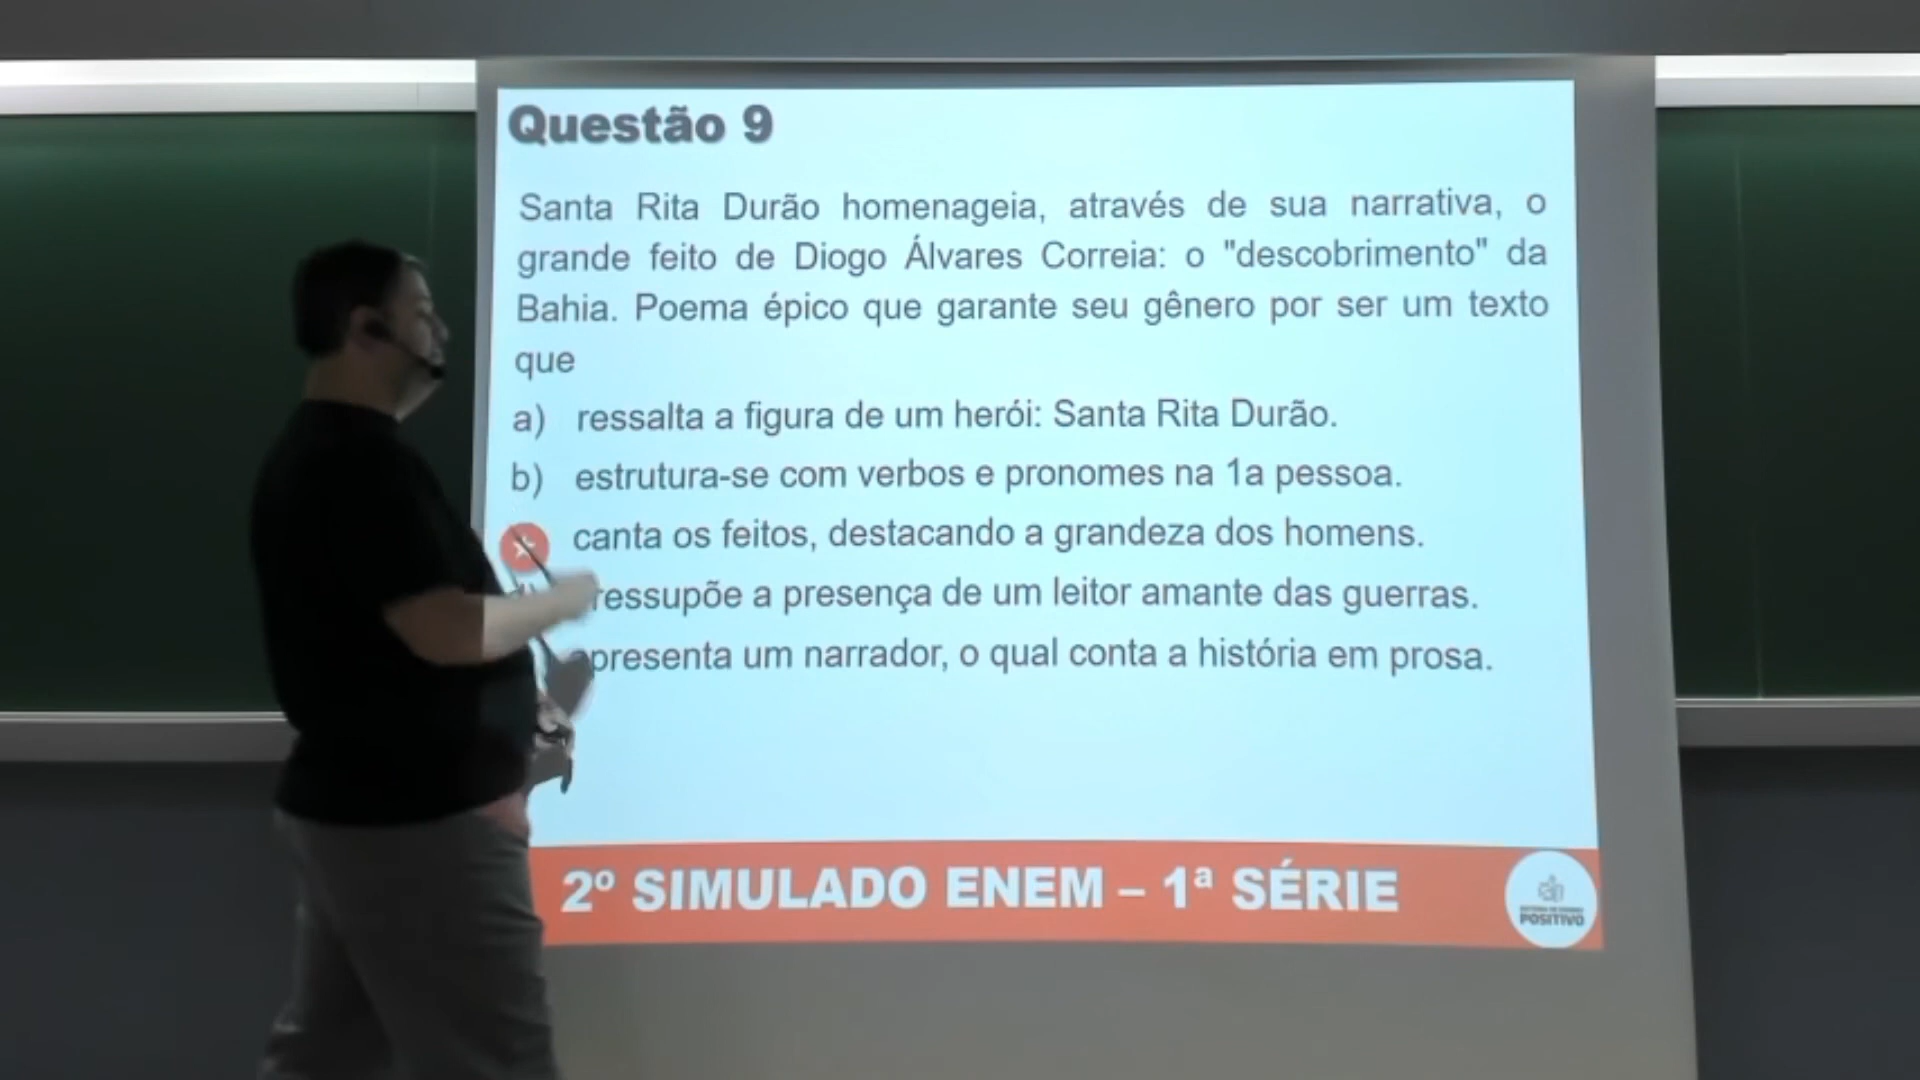 Questão 9
Santa Rita Durão homenageia, através de sua narrativa, o
grande feito de Diogo Álvares Correia: o "descobrimento" da
Bahia. Poema épico que garante seu gênero por ser um texto
que
a) ressalta a figura de um herói: Santa Rita Durão.
b) estrutura-se com verbos e pronomes na 1a pessoa.
canta os feitos, destacando a grandeza dos homens.
ressupõe a presença de um leitor amante das guerras.
presenta um narrador, o qual conta a história em prosa.
2º SIMULADO ENEM – 1ª SÉRIE
POSITIVO